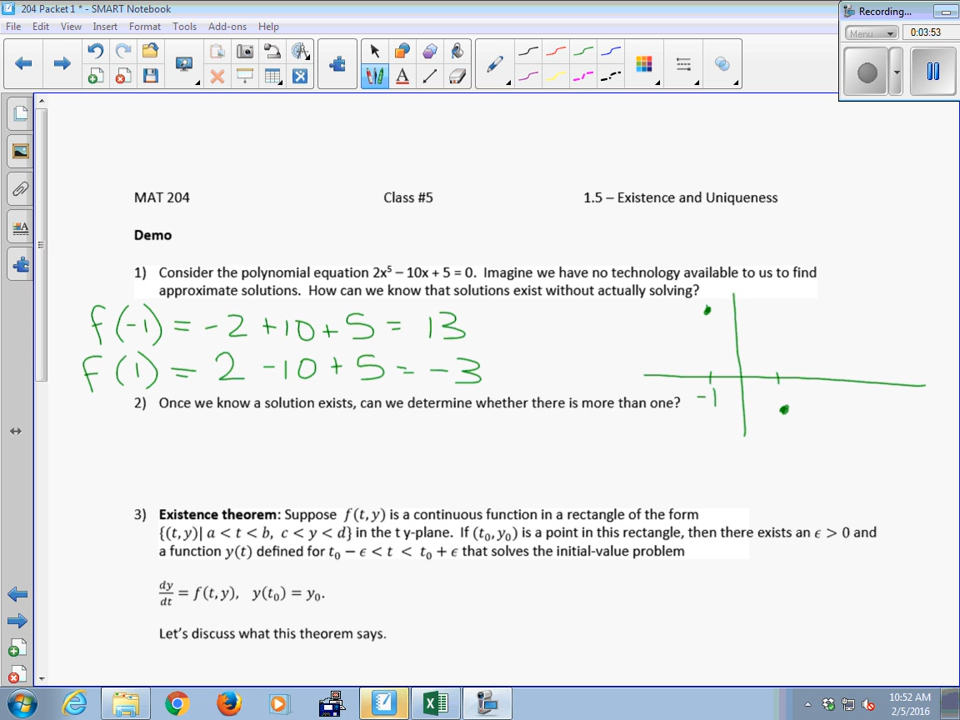 204 Packet 1 * - SMART Notebook
Recording...
File Edit View Insert Format Tools Add-ons Help
Menu
0:03:53
MAT 204 Class #5 1.5 – Existence and Uniqueness
Demo
1) Consider the polynomial equation 2x⁵ – 10x + 5 = 0. Imagine we have no technology available to us to find
approximate solutions. How can we know that solutions exist without actually solving?
f(-1) = -2 +10+5 = 13
f(1) = 2 -10 +5 = -3
-1
2) Once we know a solution exists, can we determine whether there is more than one?
3) Existence theorem: Suppose f(t,y) is a continuous function in a rectangle of the form
{(t,y)| a < t < b, c < y < d} in the t y-plane. If (t₀,y₀) is a point in this rectangle, then there exists an ϵ > 0 and
a function y(t) defined for t₀ − ϵ < t < t₀ + ϵ that solves the initial-value problem
dy/dt = f(t,y), y(t₀) = y₀.
Let's discuss what this theorem says.
10:52 AM
2/5/2016